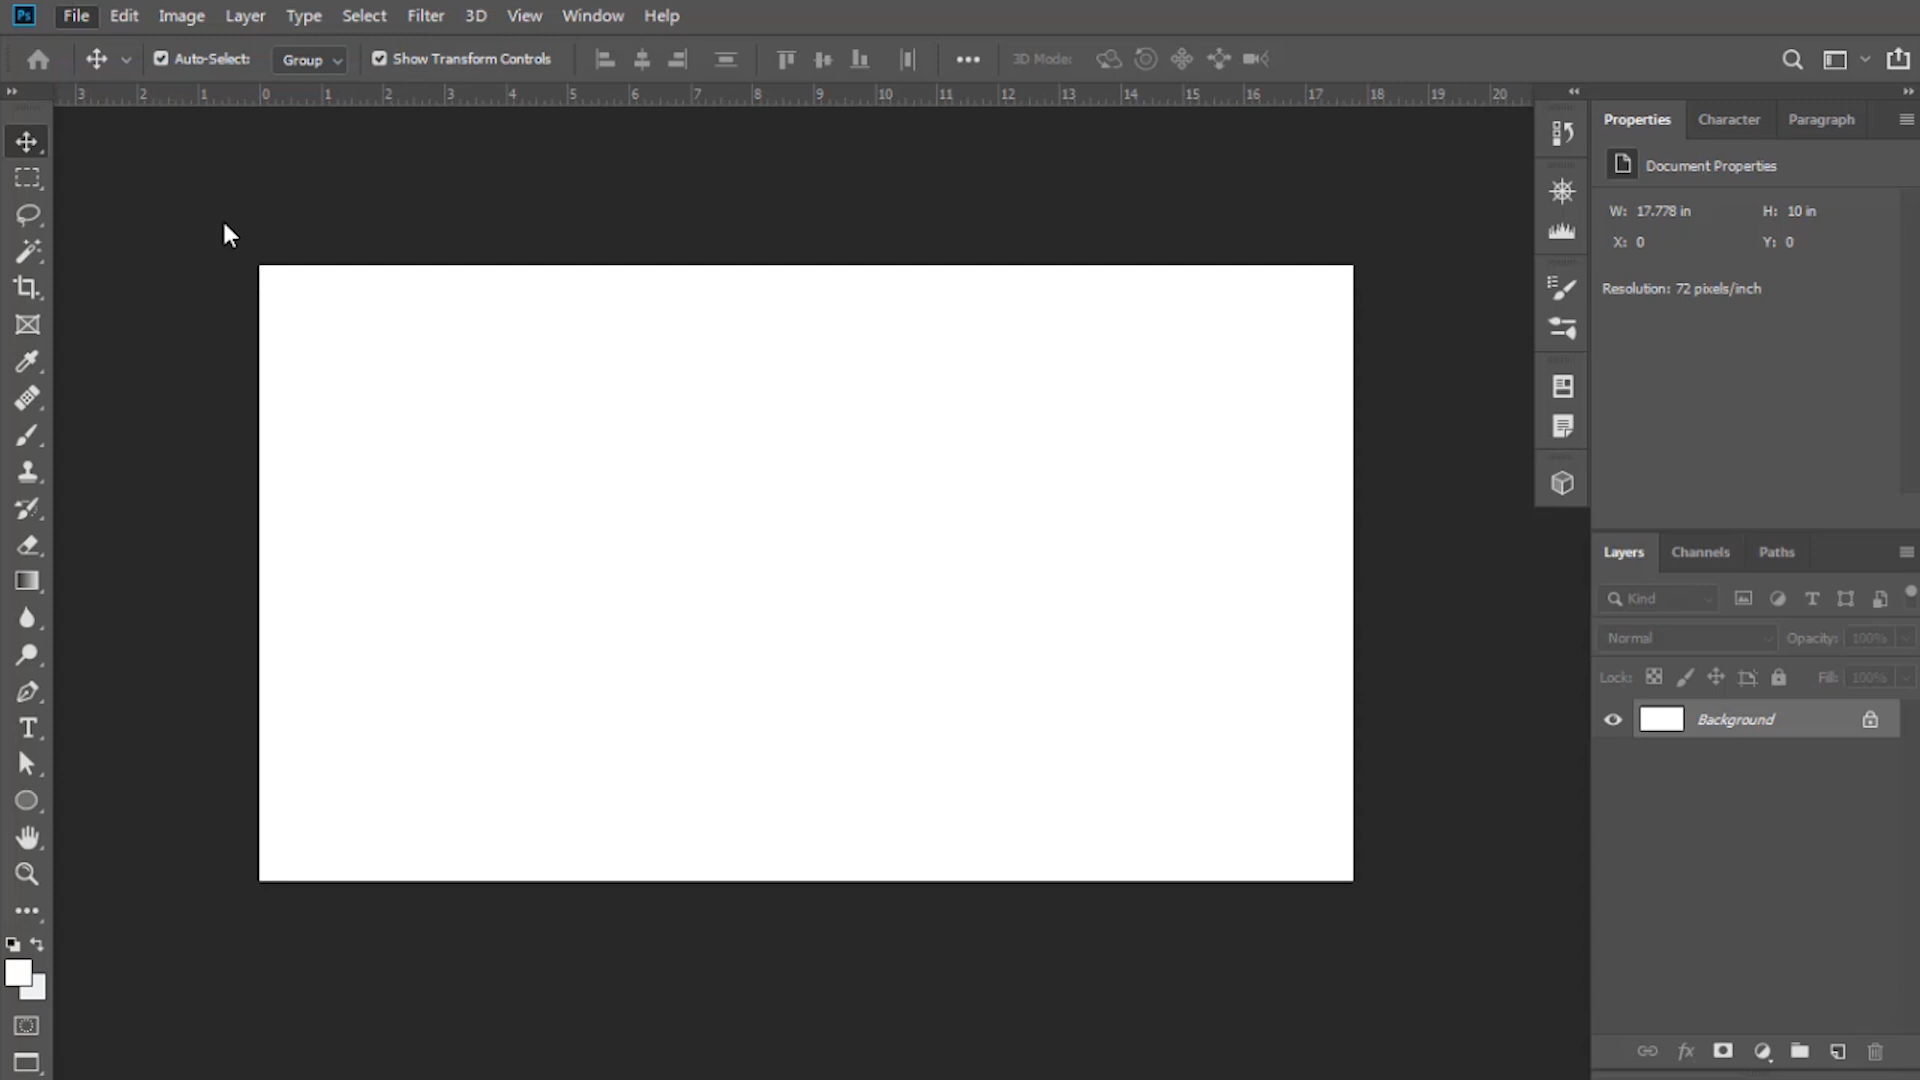 Ps File Edit Image Layer Type Select Filter 3D View Window Help
Auto-Select: Group Show Transform Controls 3D Mode:
3 2 1 0 1 2 3 4 5 6 7 8 9 10 11 12 13 14 15 16 17 18 19 20
Properties Character Paragraph
Document Properties
W: 17.778 in H: 10 in
X: 0 Y: 0
Resolution: 72 pixels/inch
Layers Channels Paths
Kind
Normal Opacity: 100%
Lock: Fill: 100%
Background
fx